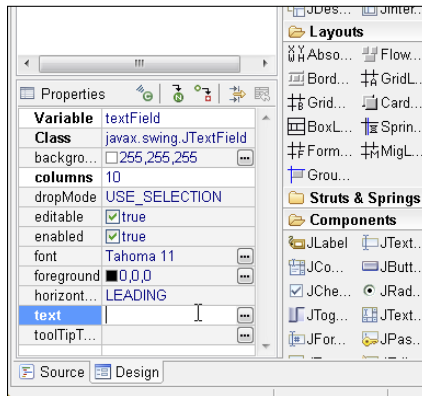 JDes... JInter...
Layouts
Abso... Flow...
Bord... GridL...
Grid... Card...
BoxL... Sprin...
Form... MigL...
Grou...
Struts & Springs
Components
JLabel JText...
JCo... JButt...
JChe... JRad...
JTog... JText...
JFor... JPas...
Properties
Variable textField
Class javax.swing.JTextField
backgro... 255,255,255
columns 10
dropMode USE_SELECTION
editable true
enabled true
font Tahoma 11
foreground 0,0,0
horizont... LEADING
text
toolTipT...
Source Design